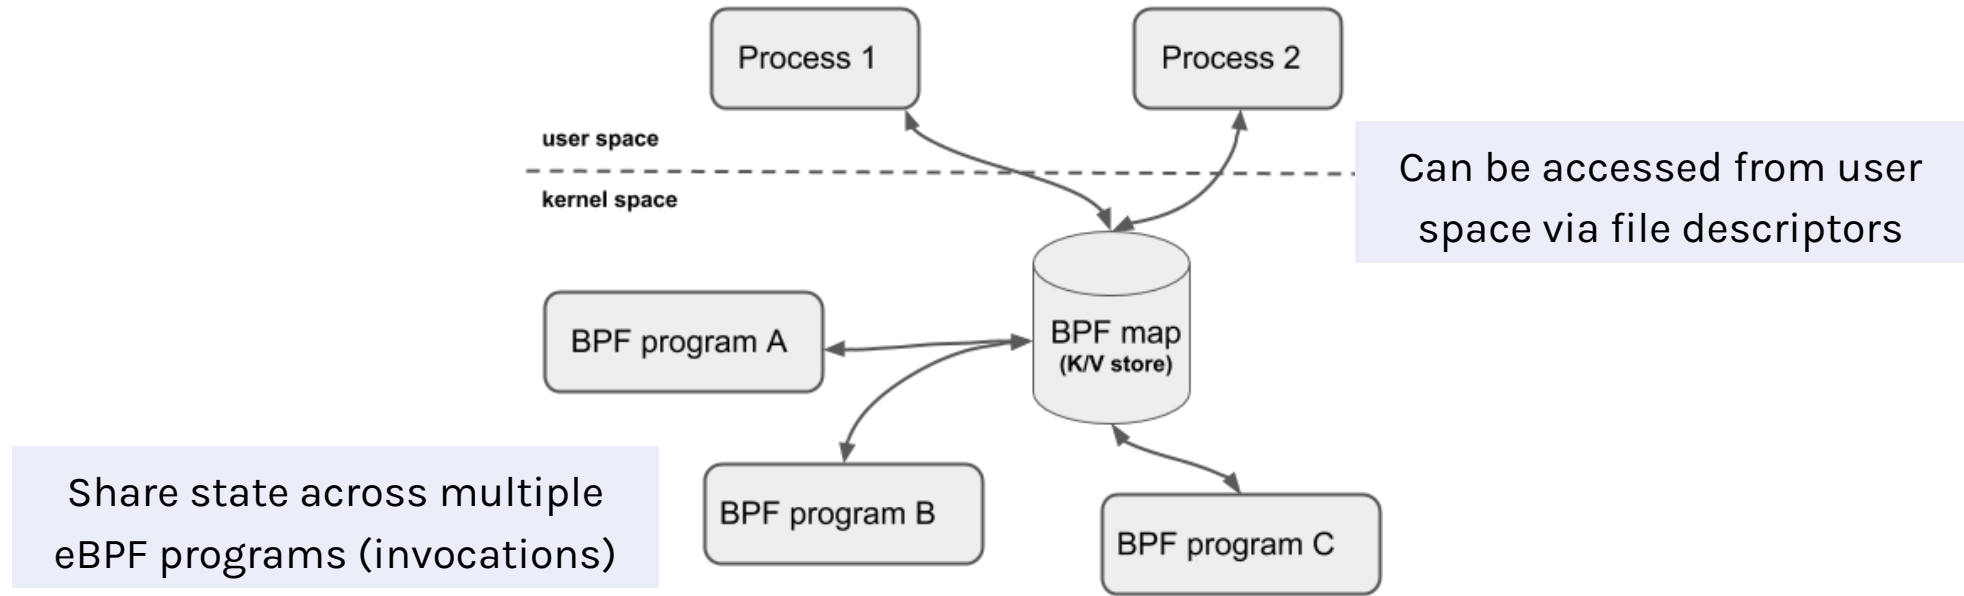 Process 1
Process 2
user space
kernel space
Can be accessed from user
space via file descriptors
BPF program A
BPF map
(K/V store)
Share state across multiple
eBPF programs (invocations)
BPF program B
BPF program C